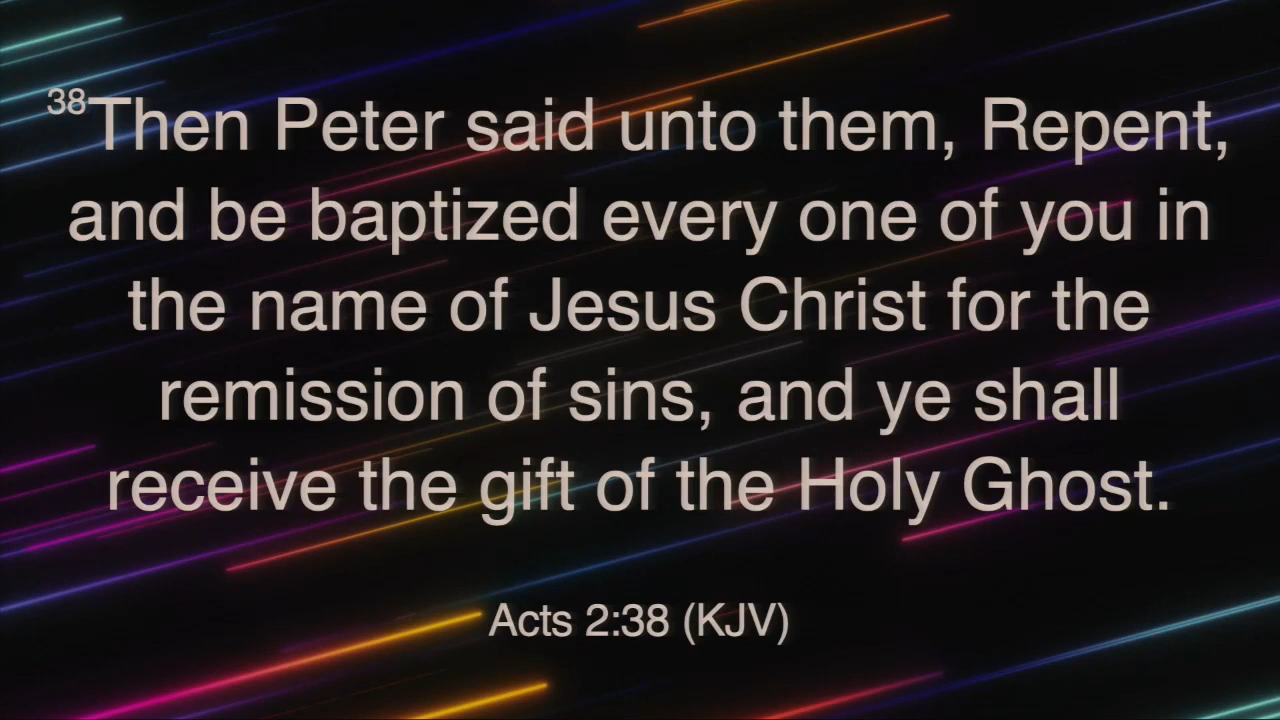 38Then Peter said unto them, Repent,
and be baptized every one of you in
the name of Jesus Christ for the
remission of sins, and ye shall
receive the gift of the Holy Ghost.
Acts 2:38 (KJV)